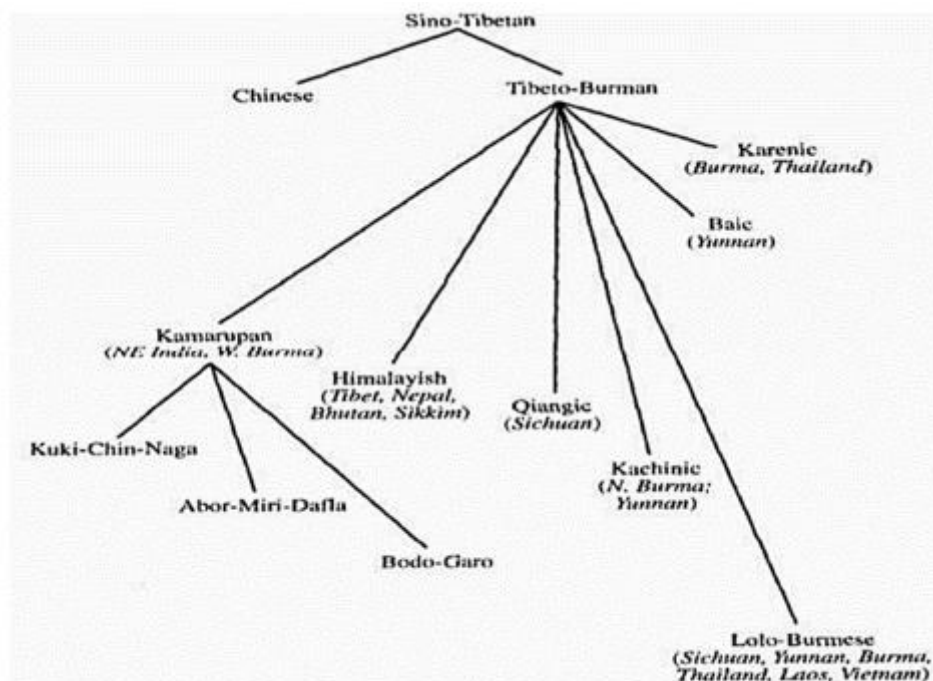 Sino-Tibetan
Chinese
Tibeto-Burman
Karenic
(Burma, Thailand)
Baic
(Yunnan)
Kamarupan
(NE India, W. Burma)
Himalayish
(Tibet, Nepal,
Bhutan, Sikkim)
Qiangic
(Sichuan)
Kuki-Chin-Naga
Kachinic
(N. Burma;
Yunnan)
Abor-Miri-Dafla
Bodo-Garo
Lolo-Burmese
(Sichuan, Yunnan, Burma,
Thailand, Laos, Vietnam)